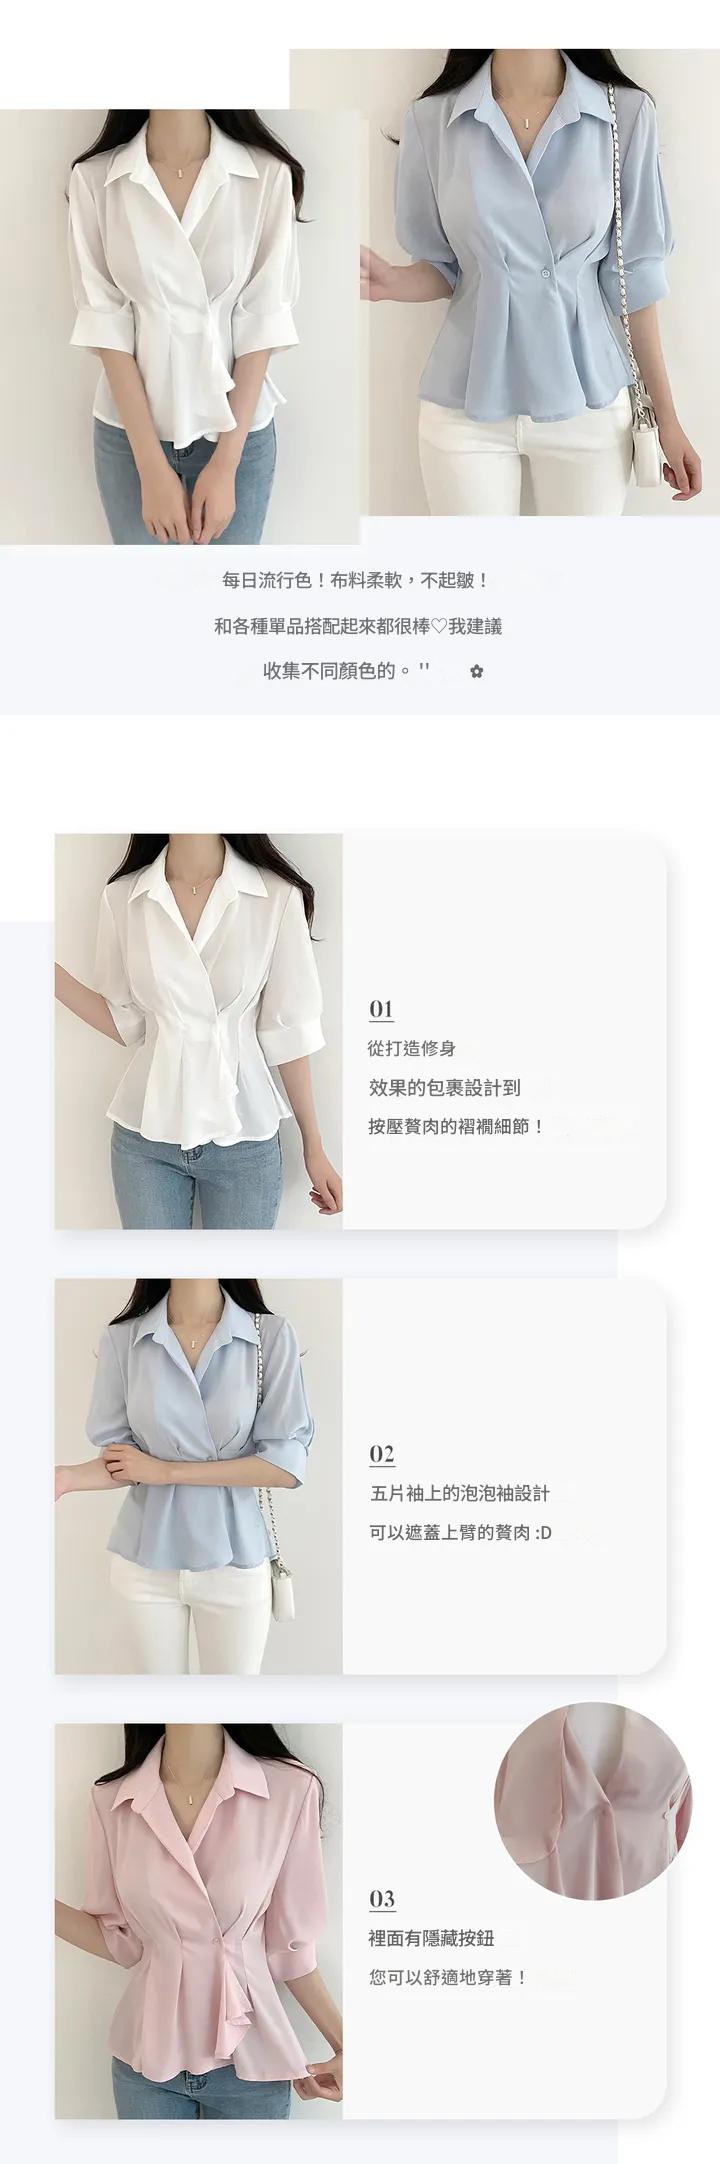 每日流行色！布料柔軟，不起皺！
和各種單品搭配起來都很棒♡我建議
收集不同顏色的。'' ✿
01
從打造修身
效果的包裹設計到
按壓贅肉的褶襉細節！
02
五片袖上的泡泡袖設計
可以遮蓋上臂的贅肉 :D
03
裡面有隱藏按鈕
您可以舒適地穿著！